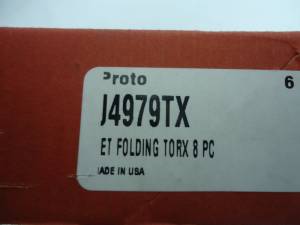 Proto 6
J4979TX
ET FOLDING TORX 8 PC
ADE IN USA